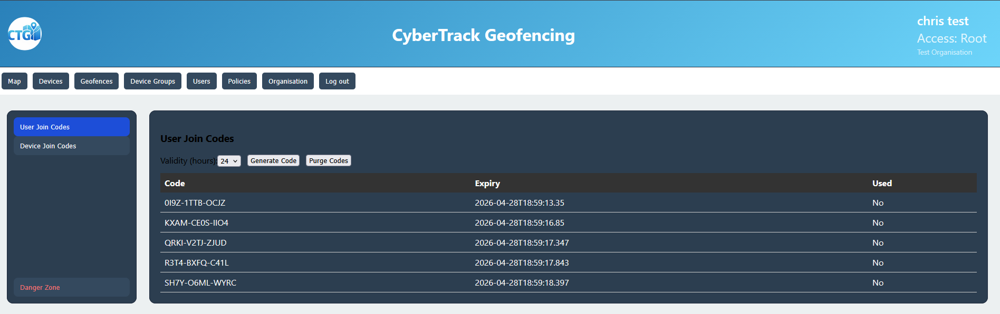 CTG
CyberTrack Geofencing
chris test
Access: Root
Test Organisation
Map Devices Geofences Device Groups Users Policies Organisation Log out
User Join Codes
Device Join Codes
Danger Zone
User Join Codes
Validity (hours): 24 Generate Code Purge Codes
Code Expiry Used
0I9Z-1TTB-OCJZ 2026-04-28T18:59:13.35 No
KXAM-CE0S-IIO4 2026-04-28T18:59:16.85 No
QRKI-V2TJ-ZJUD 2026-04-28T18:59:17.347 No
R3T4-BXFQ-C41L 2026-04-28T18:59:17.843 No
SH7Y-O6ML-WYRC 2026-04-28T18:59:18.397 No